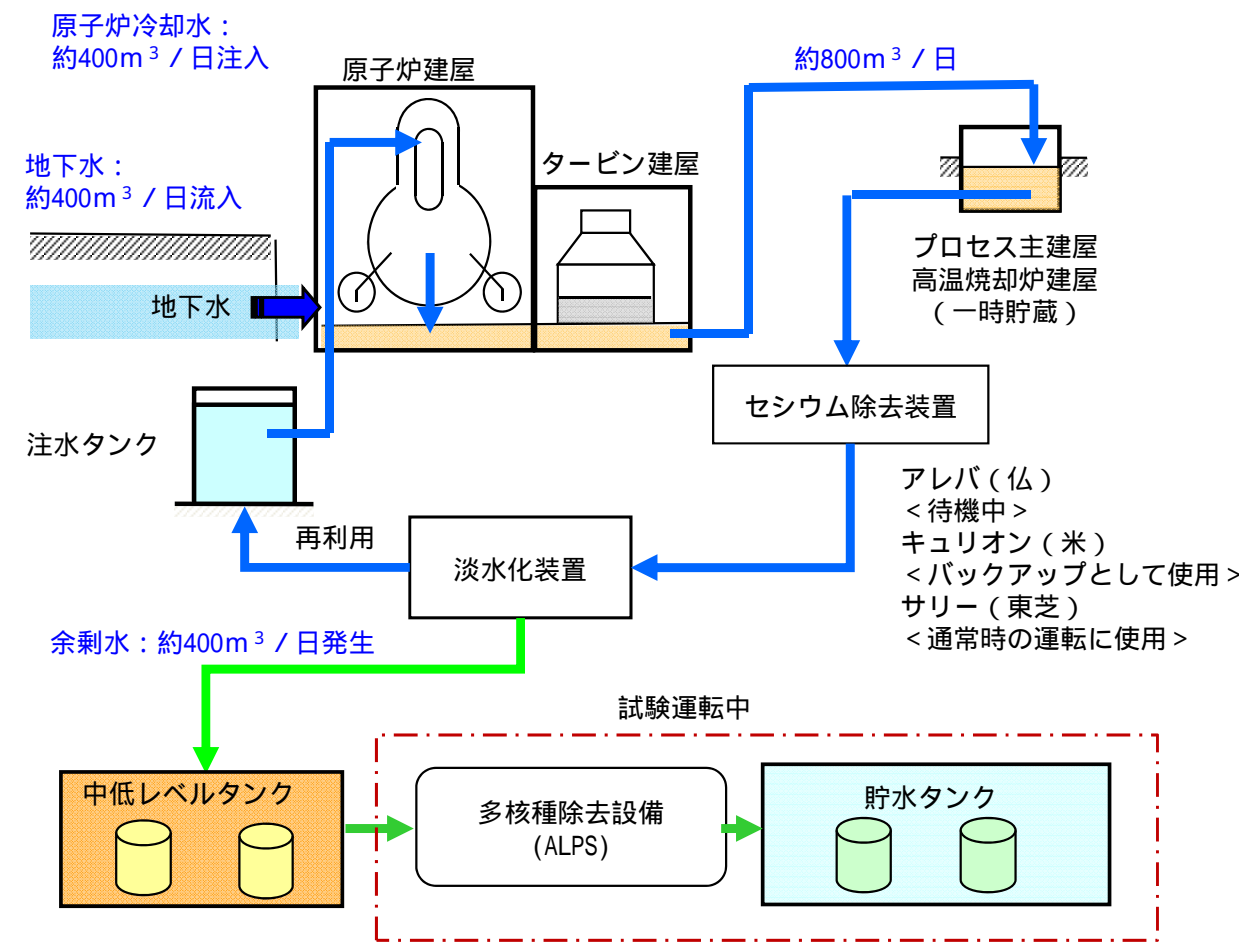 原子炉冷却水：
約400m３／日注入
原子炉建屋
約800m３／日
地下水：
約400m３／日流入
タービン建屋
プロセス主建屋
高温焼却炉建屋
（一時貯蔵）
地下水
セシウム除去装置
注水タンク
アレバ（仏）
＜待機中＞
キュリオン（米）
＜バックアップとして使用＞
サリー（東芝）
＜通常時の運転に使用＞
再利用
淡水化装置
余剰水：約400m３／日発生
試験運転中
中低レベルタンク
多核種除去設備
(ALPS)
貯水タンク